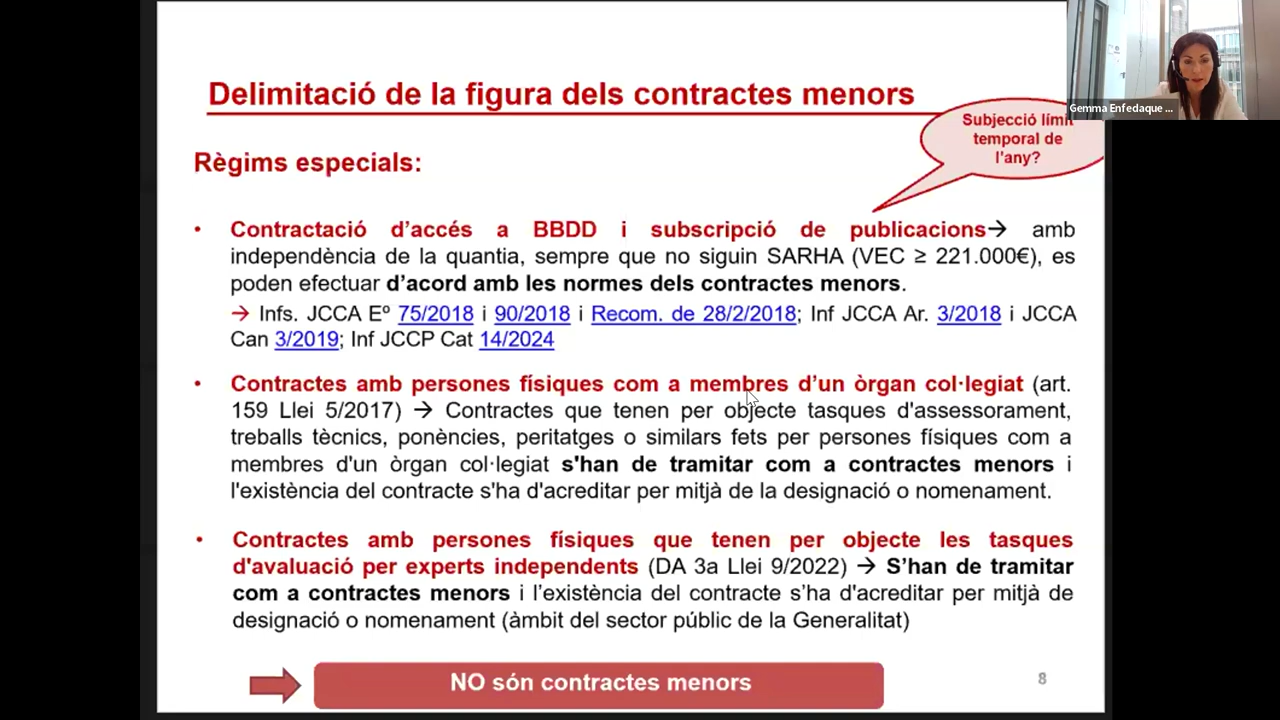 Delimitació de la figura dels contractes menors
Subjecció límit
temporal de
l'any?
Gemma Enfedaque ...
Règims especials:
• Contractació d'accés a BBDD i subscripció de publicacions→ amb
independència de la quantia, sempre que no siguin SARHA (VEC ≥ 221.000€), es
poden efectuar d'acord amb les normes dels contractes menors.
→ Infs. JCCA Eº 75/2018 i 90/2018 i Recom. de 28/2/2018; Inf JCCA Ar. 3/2018 i JCCA
Can 3/2019; Inf JCCP Cat 14/2024
• Contractes amb persones físiques com a membres d'un òrgan col·legiat (art.
159 Llei 5/2017) → Contractes que tenen per objecte tasques d'assessorament,
treballs tècnics, ponències, peritatges o similars fets per persones físiques com a
membres d'un òrgan col·legiat s'han de tramitar com a contractes menors i
l'existència del contracte s'ha d'acreditar per mitjà de la designació o nomenament.
• Contractes amb persones físiques que tenen per objecte les tasques
d'avaluació per experts independents (DA 3a Llei 9/2022) → S'han de tramitar
com a contractes menors i l'existència del contracte s'ha d'acreditar per mitjà de
designació o nomenament (àmbit del sector públic de la Generalitat)
NO són contractes menors
8